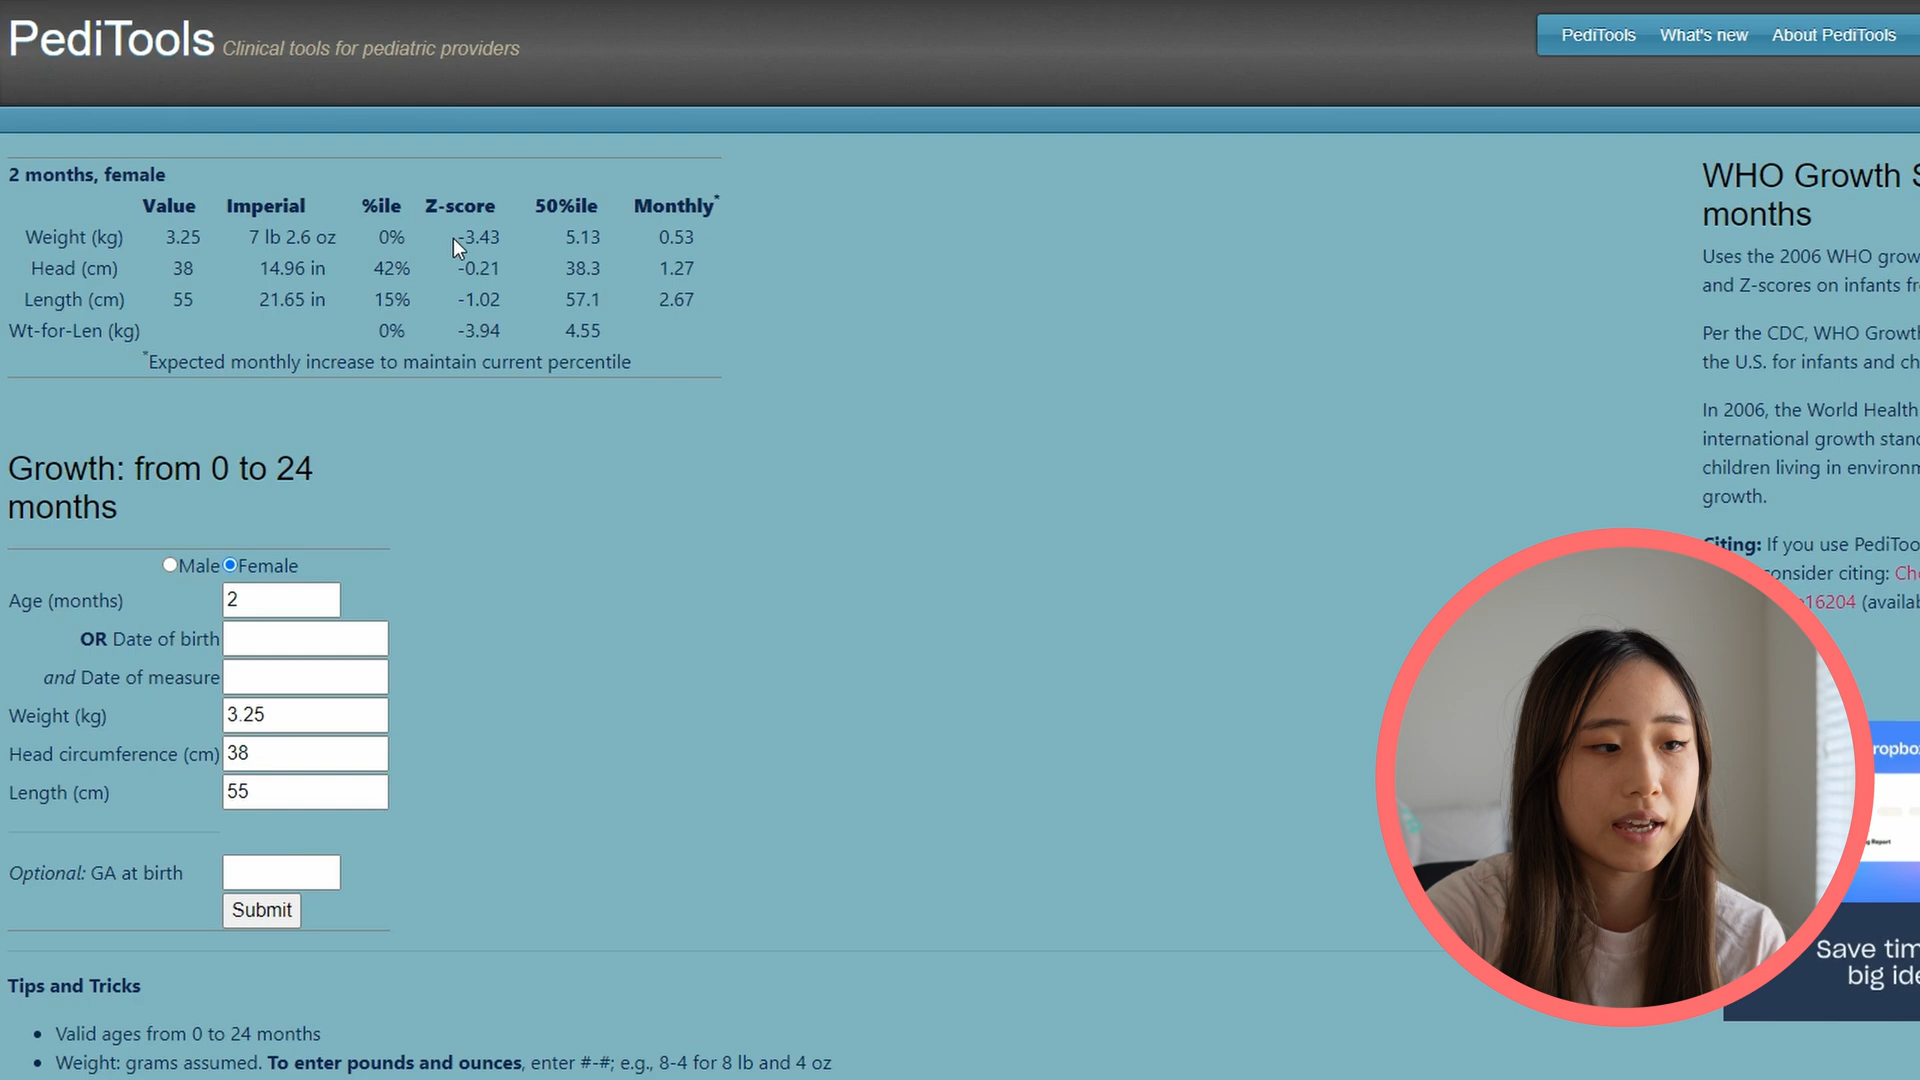 PediTools Clinical tools for pediatric providers
PediTools What's new About PediTools
2 months, female
Value Imperial %ile Z-score 50%ile Monthly*
Weight (kg) 3.25 7 lb 2.6 oz 0% -3.43 5.13 0.53
Head (cm) 38 14.96 in 42% -0.21 38.3 1.27
Length (cm) 55 21.65 in 15% -1.02 57.1 2.67
Wt-for-Len (kg) 0% -3.94 4.55
*Expected monthly increase to maintain current percentile
Growth: from 0 to 24
months
Male Female
Age (months) 2
OR Date of birth
and Date of measure
Weight (kg) 3.25
Head circumference (cm) 38
Length (cm) 55
Optional: GA at birth
Submit
Tips and Tricks
• Valid ages from 0 to 24 months
• Weight: grams assumed. To enter pounds and ounces, enter #-#; e.g., 8-4 for 8 lb and 4 oz
WHO Growth
months
Uses the 2006 WHO grow
and Z-scores on infants fr
Per the CDC, WHO Growth
the U.S. for infants and ch
In 2006, the World Health
international growth stand
children living in environm
growth.
Citing: If you use PediToo
consider citing: Ch
16204 (availab
ropbox
Report
Save tim
big ide